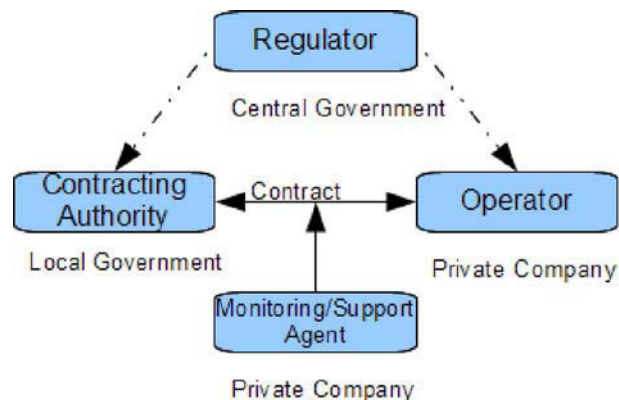 Regulator
Central Government
Contracting
Authority
Contract
Operator
Local Government
Private Company
Monitoring/Support
Agent
Private Company